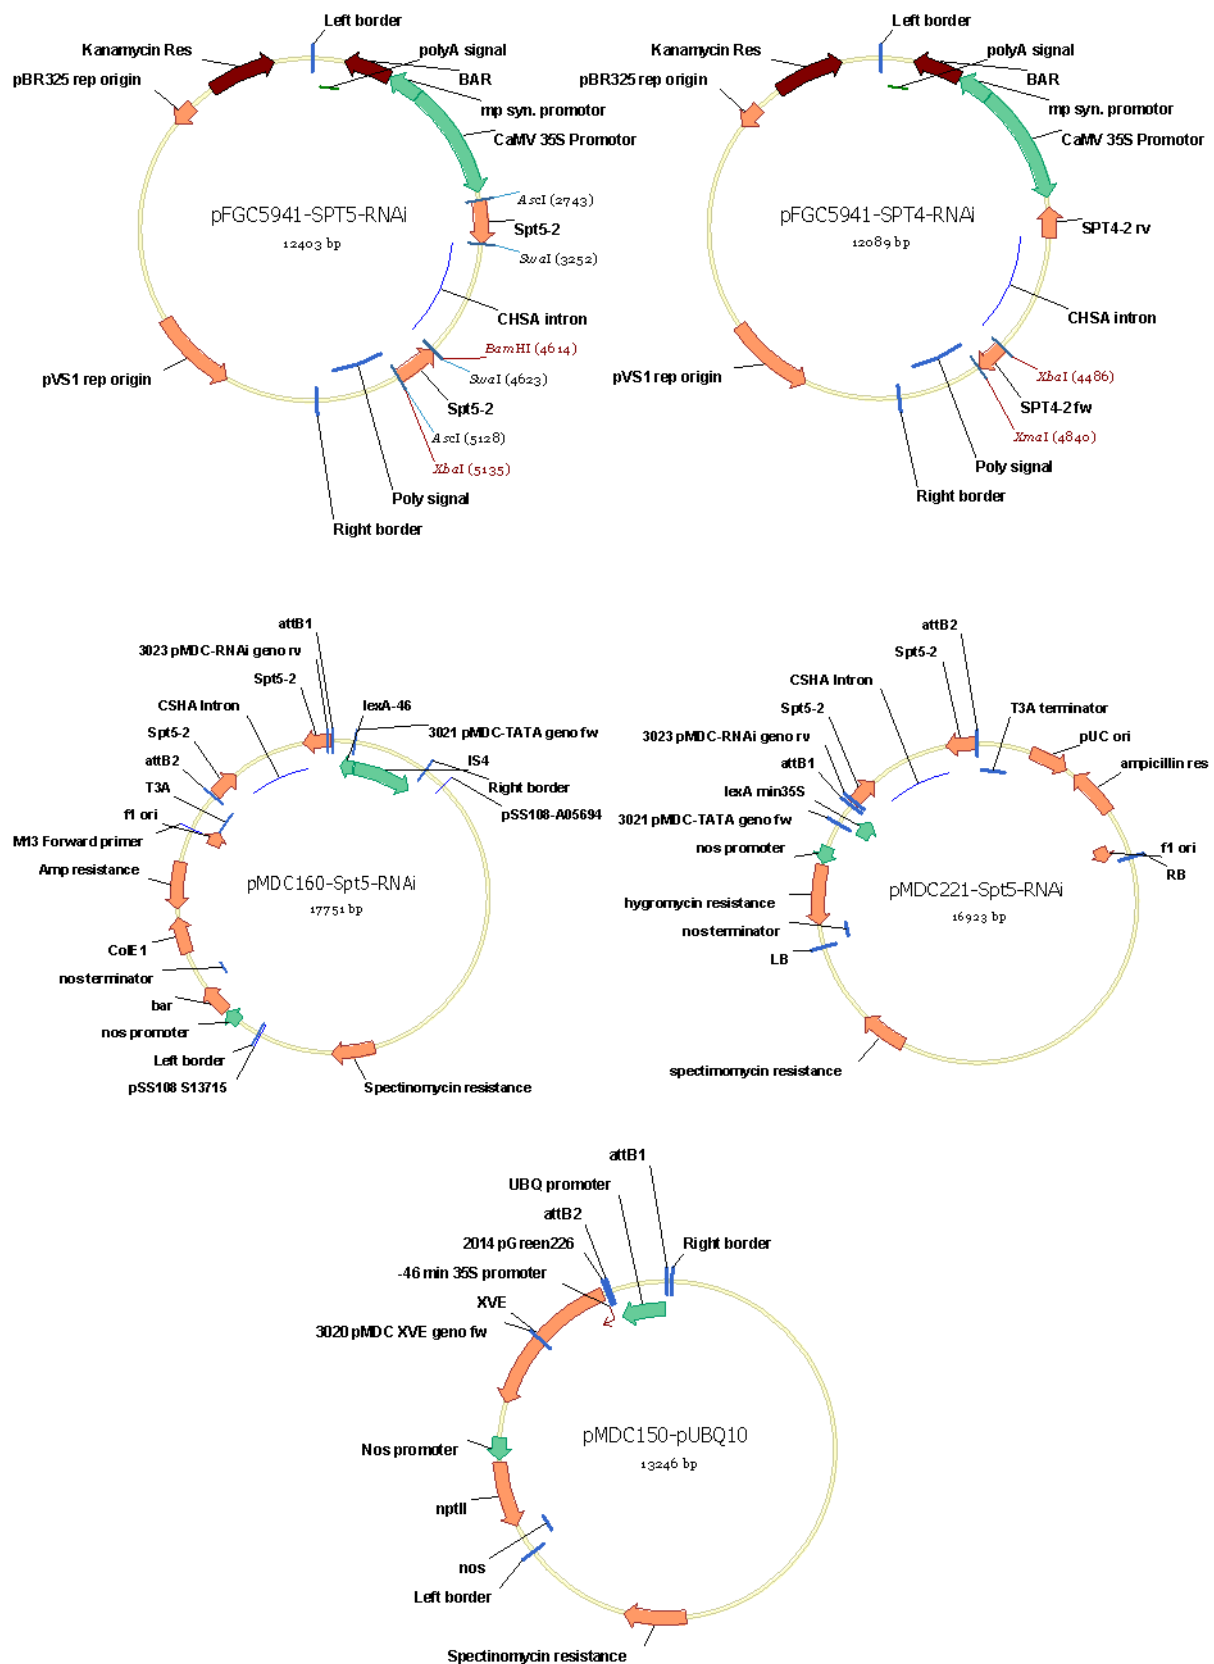 Left border
Kanamycin Res
polyA signal
pBR325 rep origin
BAR
mp syn. promotor
CaMV 35S Promotor
AscI (2743)
pFGC5941-SPT5-RNAi
12403 bp
Spt5-2
SwaI (3252)
CHSA intron
BamHI (4614)
SwaI (4623)
pVS1 rep origin
Spt5-2
AscI (5128)
XbaI (5135)
Poly signal
Right border
Left border
Kanamycin Res
polyA signal
pBR325 rep origin
BAR
mp syn. promotor
CaMV 35S Promotor
pFGC5941-SPT4-RNAi
12089 bp
SPT4-2 rv
CHSA intron
XbaI (4486)
pVS1 rep origin
SPT4-2 fw
XmaI (4840)
Poly signal
Right border
attB1
3023 pMDC-RNAi geno rv
Spt5-2
CSHA Intron
lexA-46
Spt5-2
3021 pMDC-TATA geno fw
attB2
IS4
T3A
Right border
f1 ori
pSS108-A05694
M13 Forward primer
Amp resistance
pMDC160-Spt5-RNAi
17751 bp
ColE1
nos terminator
bar
nos promoter
Left border
pSS108 S13715
Spectinomycin resistance
attB2
Spt5-2
CSHA Intron
Spt5-2
T3A terminator
3023 pMDC-RNAi geno rv
pUC ori
attB1
ampicillin res
lexA min35S
3021 pMDC-TATA geno fw
nos promoter
f1 ori
RB
pMDC221-Spt5-RNAi
16923 bp
hygromycin resistance
nos terminator
LB
spectimomycin resistance
attB1
UBQ promoter
attB2
2014 pGreen226
Right border
-46 min 35S promoter
XVE
3020 pMDC XVE geno fw
pMDC150-pUBQ10
13246 bp
Nos promoter
nptII
nos
Left border
Spectinomycin resistance